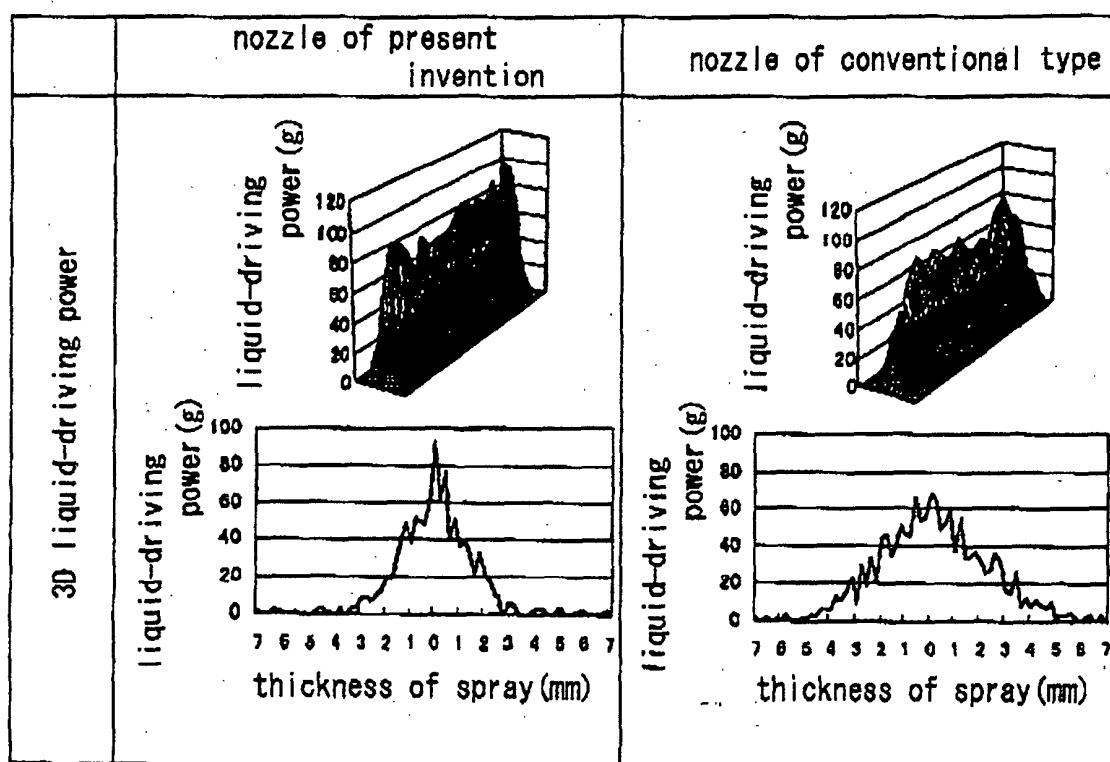 nozzle of present
invention
nozzle of conventional type
3D liquid-driving power
liquid-driving
power(g)
120
100
80
60
40
20
0
liquid-driving
power(g)
120
100
80
60
40
20
0
liquid-driving
power(g)
100
80
60
40
20
0
7 6 5 4 3 2 1 0 1 2 3 4 5 6 7
thickness of spray(mm)
liquid-driving
power(g)
100
80
60
40
20
0
7 6 5 4 3 2 1 0 1 2 3 4 5 6 7
thickness of spray(mm)